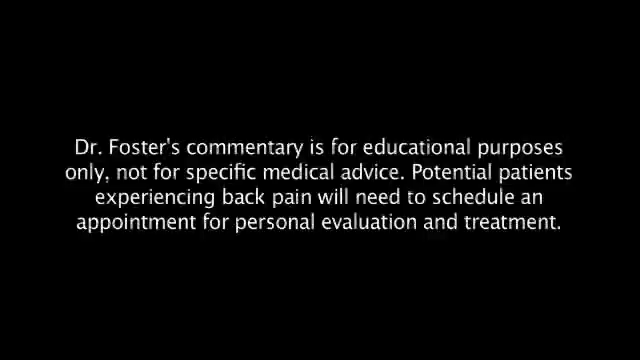 Dr. Foster's commentary is for educational purposes
only, not for specific medical advice. Potential patients
experiencing back pain will need to schedule an
appointment for personal evaluation and treatment.